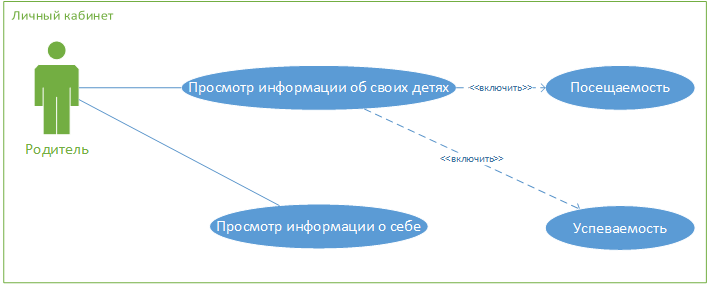 Личный кабинет
Просмотр информации об своих детях
<<включить>>
Посещаемость
Родитель
<<включить>>
Просмотр информации о себе
Успеваемость